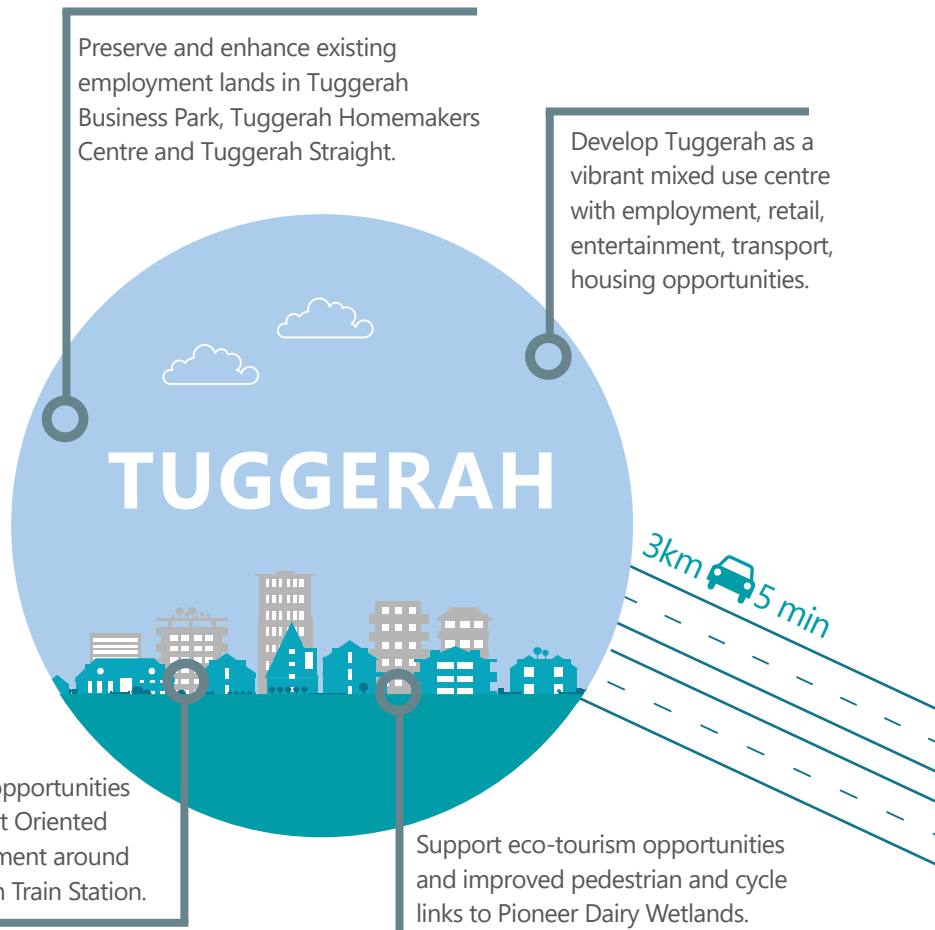 Preserve and enhance existing
employment lands in Tuggerah
Business Park, Tuggerah Homemakers
Centre and Tuggerah Straight.
Develop Tuggerah as a
vibrant mixed use centre
with employment, retail,
entertainment, transport,
housing opportunities.
TUGGERAH
3km 5 min
opportunities
Oriented
around
Train Station.
Support eco-tourism opportunities
and improved pedestrian and cycle
links to Pioneer Dairy Wetlands.